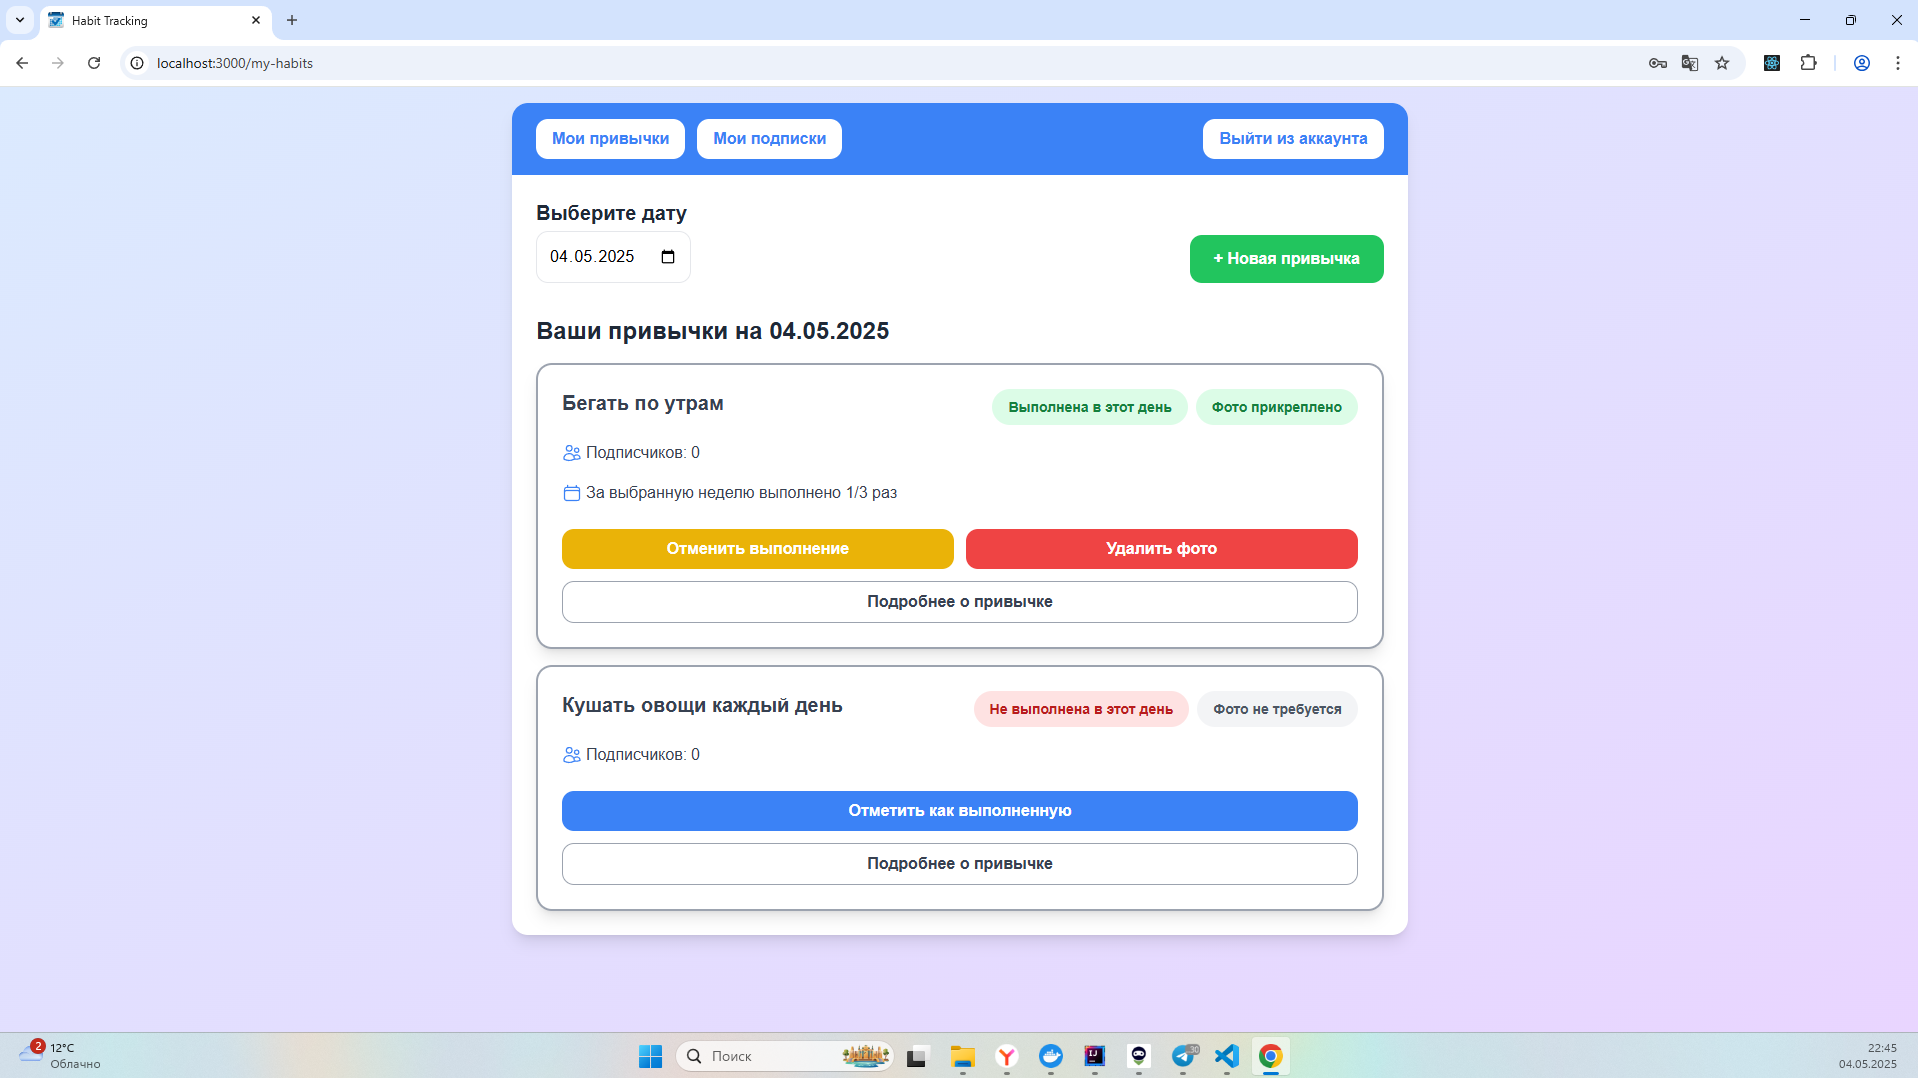 Habit Tracking
localhost:3000/my-habits
Мои привычки
Мои подписки
Выйти из аккаунта
Выберите дату
04.05.2025
+ Новая привычка
Ваши привычки на 04.05.2025
Бегать по утрам
Выполнена в этот день
Фото прикреплено
Подписчиков: 0
За выбранную неделю выполнено 1/3 раз
Отменить выполнение
Удалить фото
Подробнее о привычке
Кушать овощи каждый день
Не выполнена в этот день
Фото не требуется
Подписчиков: 0
Отметить как выполненную
Подробнее о привычке
2
12°C
Облачно
Поиск
IJ
30
22:45
04.05.2025